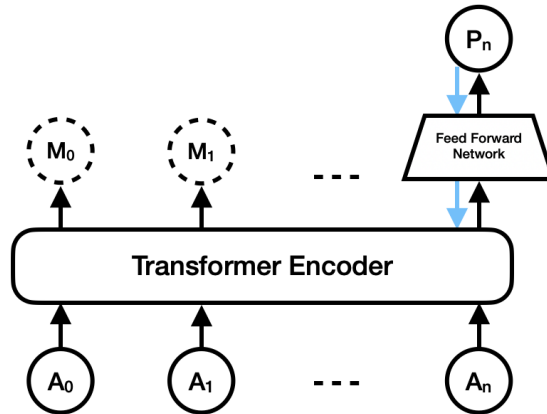 Pₙ
Feed Forward
Network
M₀ M₁ ---
Transformer Encoder
A₀ A₁ --- Aₙ